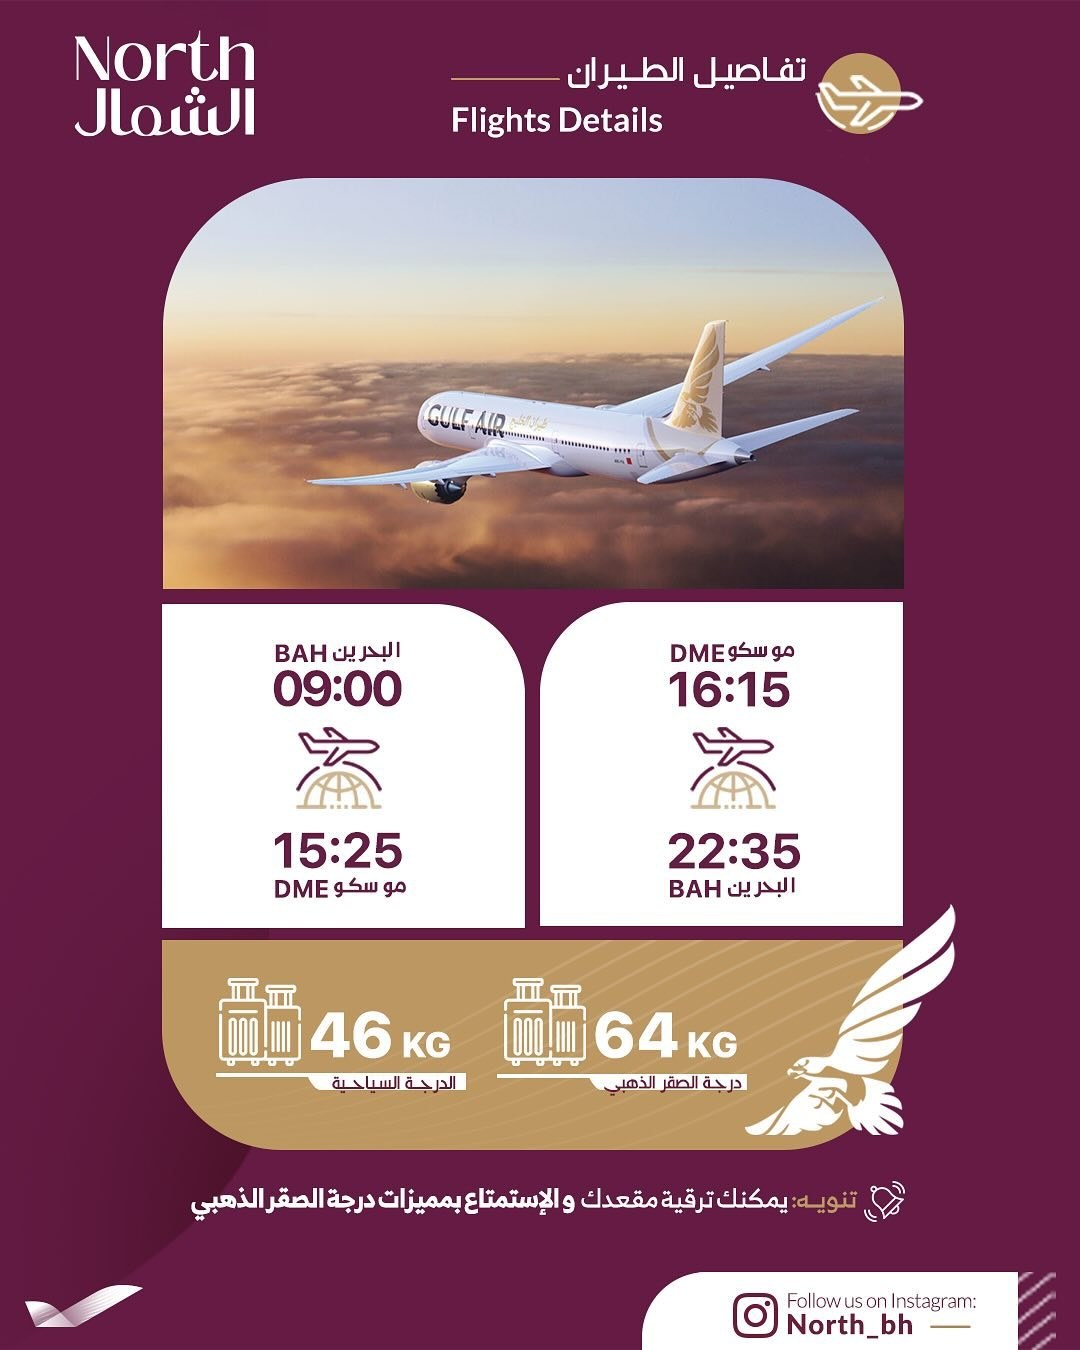 North
الشمال
تفاصيل الطيران
Flights Details
GULF AIR طيران الخليج
البحرين BAH
09:00
15:25
موسكو DME
موسكو DME
16:15
22:35
البحرين BAH
46 KG
الدرجة السياحية
64 KG
درجة الصقر الذهبي
تنويه: يمكنك ترقية مقعدك والإستمتاع بمميزات درجة الصقر الذهبي
Follow us on Instagram:
North_bh